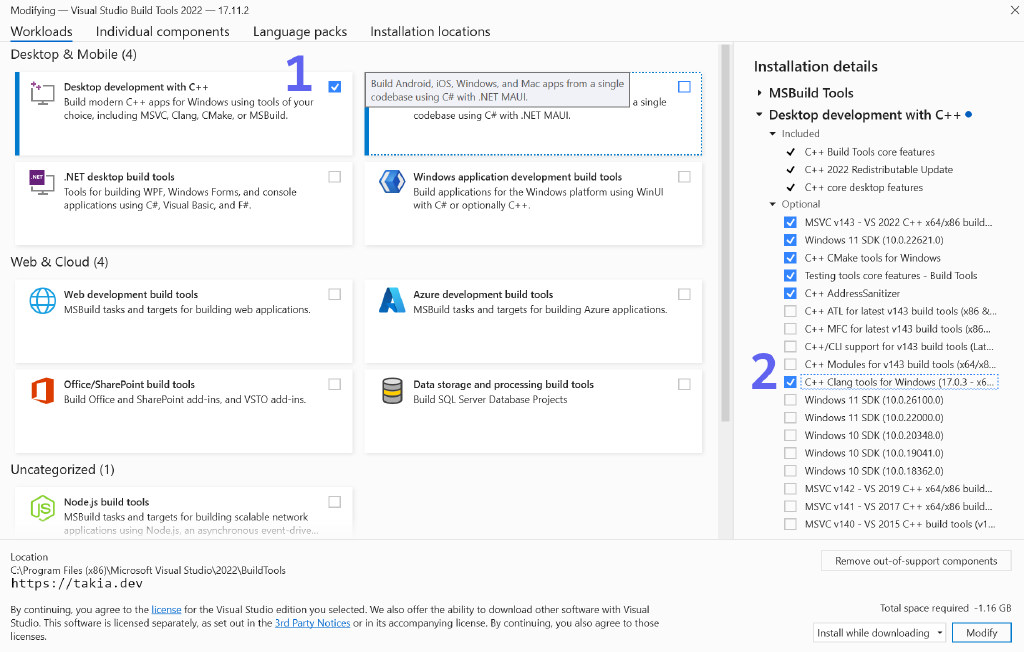 Modifying — Visual Studio Build Tools 2022 — 17.11.2
Workloads Individual components Language packs Installation locations
Desktop & Mobile (4)
1
Desktop development with C++
Build modern C++ apps for Windows using tools of your
choice, including MSVC, Clang, CMake, or MSBuild.
Build Android, iOS, Windows, and Mac apps from a single
codebase using C# with .NET MAUI.
a single
codebase using C# with .NET MAUI.
.NET
.NET desktop build tools
Tools for building WPF, Windows Forms, and console
applications using C#, Visual Basic, and F#.
Windows application development build tools
Build applications for the Windows platform using WinUI
with C# or optionally C++.
Web & Cloud (4)
Web development build tools
MSBuild tasks and targets for building web applications.
Azure development build tools
MSBuild tasks and targets for building Azure applications.
Office/SharePoint build tools
Build Office and SharePoint add-ins, and VSTO add-ins.
Data storage and processing build tools
Build SQL Server Database Projects
Uncategorized (1)
JS
Node.js build tools
MSBuild tasks and targets for building scalable network
applications using Node.js, an asynchronous event-drive...
Installation details
MSBuild Tools
Desktop development with C++
Included
C++ Build Tools core features
C++ 2022 Redistributable Update
C++ core desktop features
Optional
MSVC v143 - VS 2022 C++ x64/x86 build...
Windows 11 SDK (10.0.22621.0)
C++ CMake tools for Windows
Testing tools core features - Build Tools
C++ AddressSanitizer
C++ ATL for latest v143 build tools (x86 &...
C++ MFC for latest v143 build tools (x86...
C++/CLI support for v143 build tools (Lat...
C++ Modules for v143 build tools (x64/x8...
2
C++ Clang tools for Windows (17.0.3 - x6...
Windows 11 SDK (10.0.26100.0)
Windows 11 SDK (10.0.22000.0)
Windows 10 SDK (10.0.20348.0)
Windows 10 SDK (10.0.19041.0)
Windows 10 SDK (10.0.18362.0)
MSVC v142 - VS 2019 C++ x64/x86 build...
MSVC v141 - VS 2017 C++ x64/x86 build...
MSVC v140 - VS 2015 C++ build tools (v1...
Location
C:\Program Files (x86)\Microsoft Visual Studio\2022\BuildTools
https://takia.dev
By continuing, you agree to the license for the Visual Studio edition you selected. We also offer the ability to download other software with Visual
Studio. This software is licensed separately, as set out in the 3rd Party Notices or in its accompanying license. By continuing, you also agree to those
licenses.
Remove out-of-support components
Total space required -1.16 GB
Install while downloading Modify